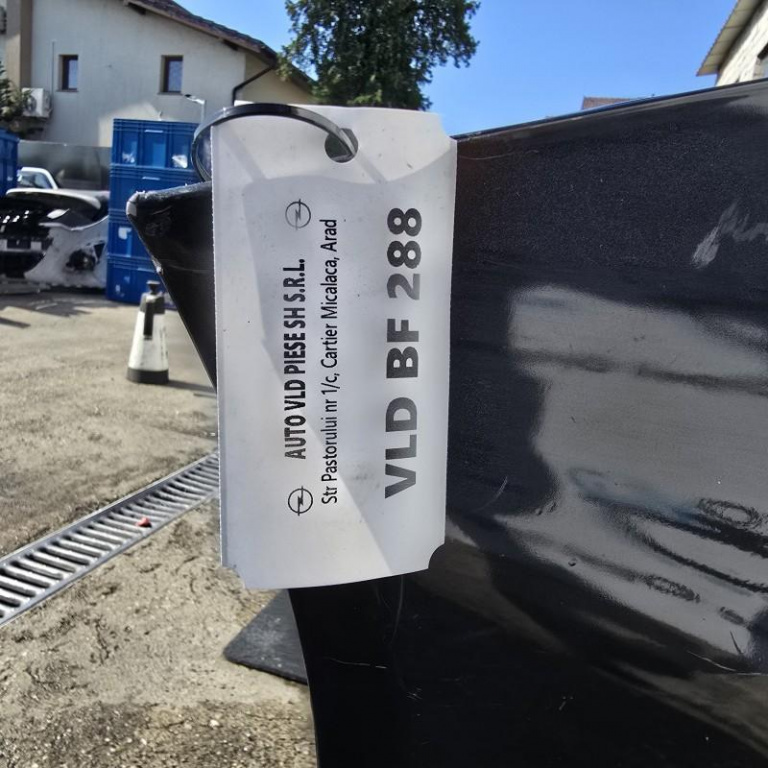 AUTO VLD PIESE SH S.R.L.
Str Pastorului nr 1/c, Cartier Micalaca, Arad
VLD BF 288